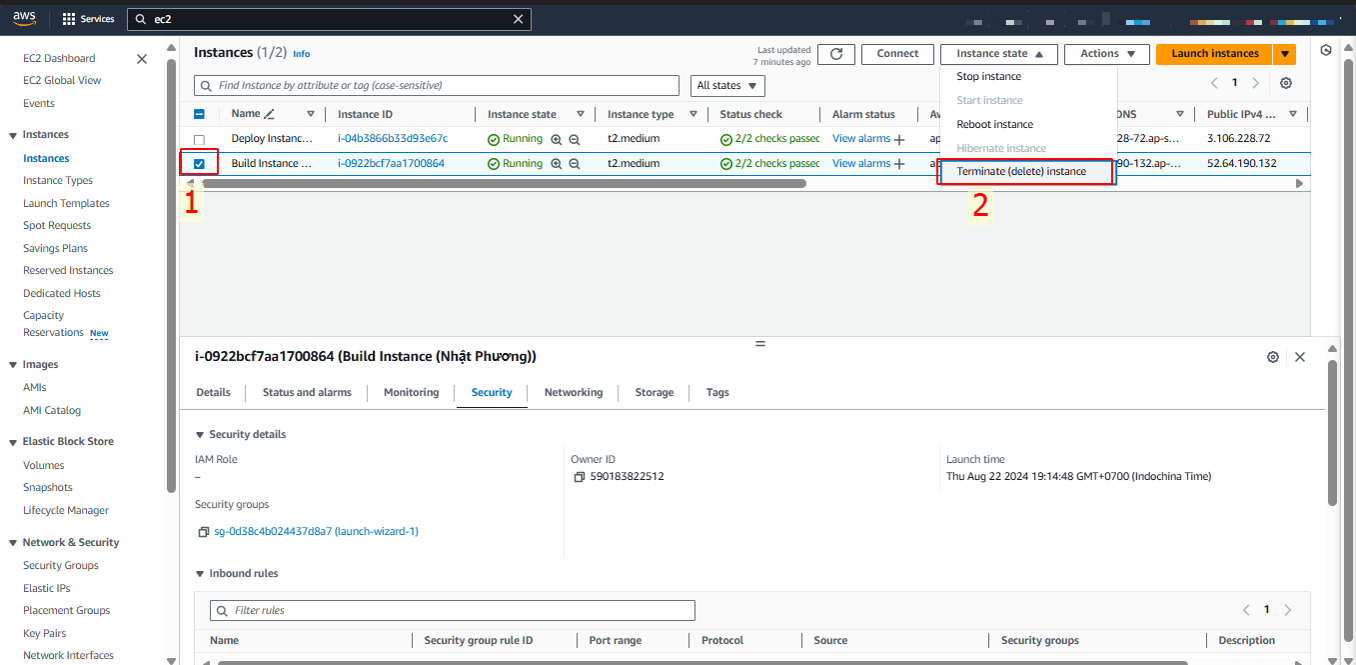 aws Services ec2
Instances (1/2) Info
Last updated
7 minutes ago
Connect Instance state Actions Launch instances
Find Instance by attribute or tag (case-sensitive) All states 1
Name Instance ID Instance state Instance type Status check Alarm status DNS Public IPv4 ...
Deploy Instanc... i-04b3866b33d93e67c Running t2.medium 2/2 checks passec View alarms 28-72.ap-s... 3.106.228.72
Build Instance ... i-0922bcf7aa1700864 Running t2.medium 2/2 checks passec View alarms 90-132.ap-... 52.64.190.132
Stop instance
Start instance
Reboot instance
Hibernate instance
Terminate (delete) instance
1
2
EC2 Dashboard
EC2 Global View
Events
Instances
Instances
Instance Types
Launch Templates
Spot Requests
Savings Plans
Reserved Instances
Dedicated Hosts
Capacity
Reservations New
Images
AMIs
AMI Catalog
Elastic Block Store
Volumes
Snapshots
Lifecycle Manager
Network & Security
Security Groups
Elastic IPs
Placement Groups
Key Pairs
Network Interfaces
i-0922bcf7aa1700864 (Build Instance (Nhật Phương))
Details Status and alarms Monitoring Security Networking Storage Tags
Security details
IAM Role
–
Owner ID
590183822512
Launch time
Thu Aug 22 2024 19:14:48 GMT+0700 (Indochina Time)
Security groups
sg-0d38c4b024437d8a7 (launch-wizard-1)
Inbound rules
Filter rules 1
Name Security group rule ID Port range Protocol Source Security groups Description